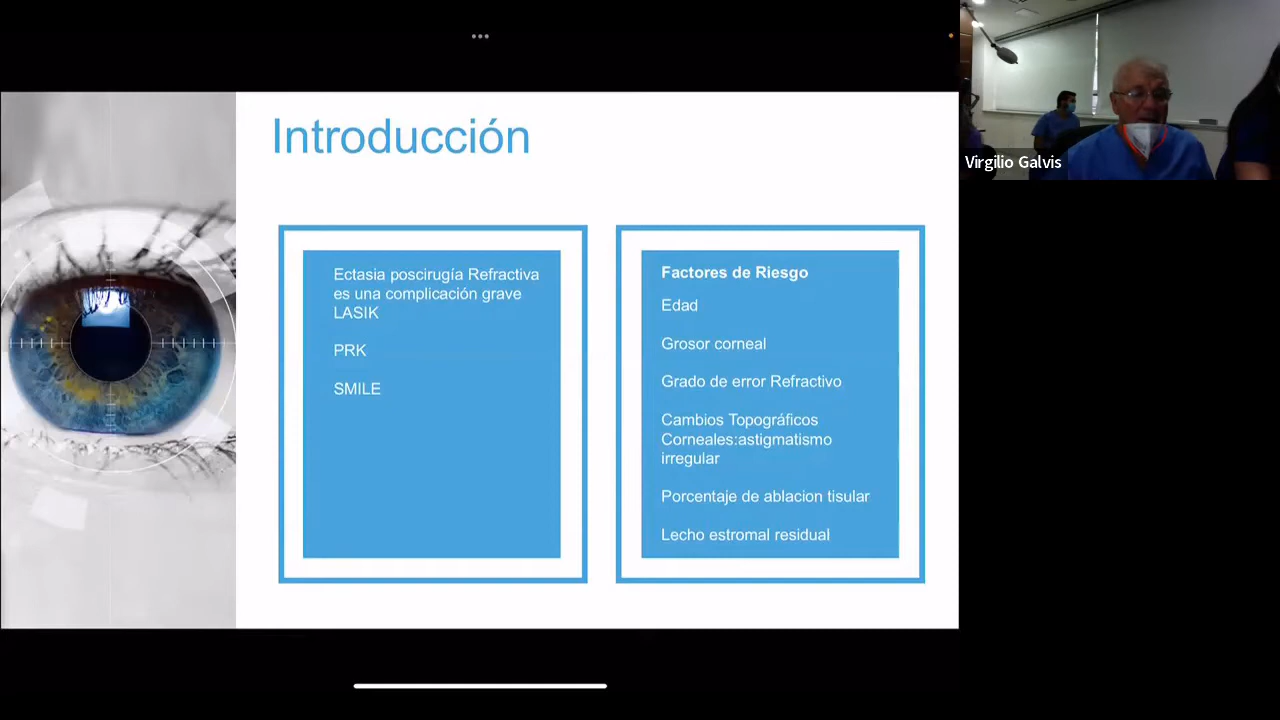 Introducción
Ectasia poscirugía Refractiva
es una complicación grave
LASIK
PRK
SMILE
Factores de Riesgo
Edad
Grosor corneal
Grado de error Refractivo
Cambios Topográficos
Corneales:astigmatismo
irregular
Porcentaje de ablacion tisular
Lecho estromal residual
Virgilio Galvis